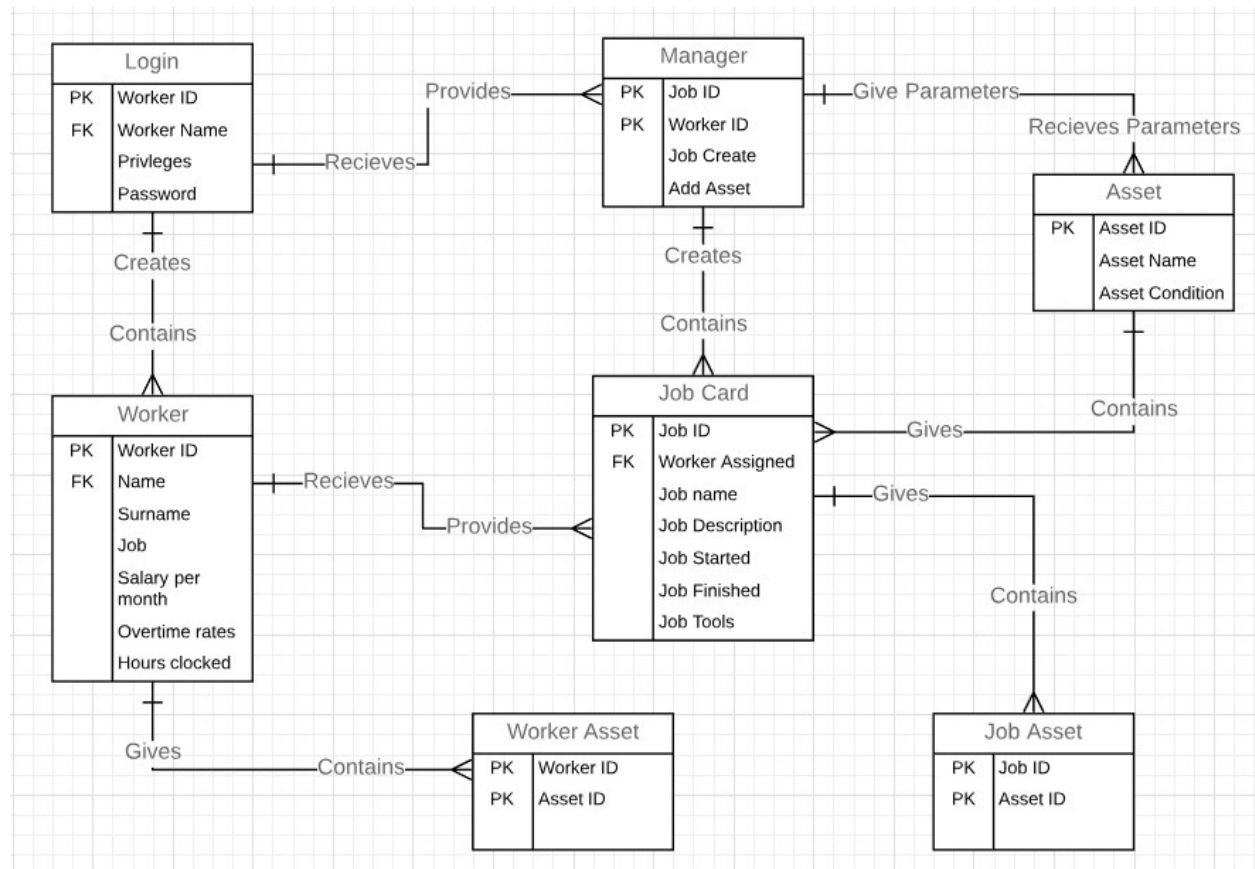 Login
PK Worker ID
FK Worker Name
Privleges
Password
Provides
Recieves
Manager
PK Job ID
PK Worker ID
Job Create
Add Asset
Give Parameters
Recieves Parameters
Asset
PK Asset ID
Asset Name
Asset Condition
Creates
Contains
Creates
Contains
Worker
PK Worker ID
FK Name
Surname
Job
Salary per
month
Overtime rates
Hours clocked
Recieves
Provides
Job Card
PK Job ID
FK Worker Assigned
Job name
Job Description
Job Started
Job Finished
Job Tools
Contains
Gives
Gives
Contains
Gives
Contains
Worker Asset
PK Worker ID
PK Asset ID
Job Asset
PK Job ID
PK Asset ID